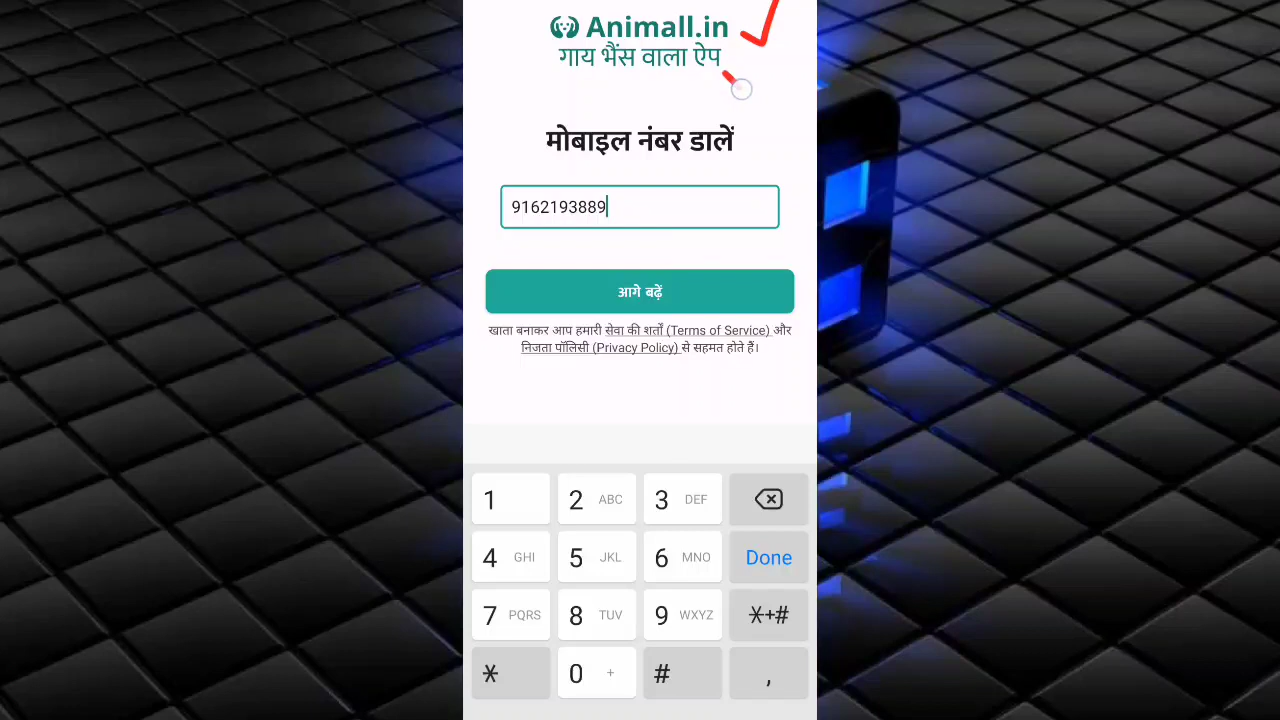 Animall.in
गाय भैंस वाला ऐप
मोबाइल नंबर डालें
9162193889
आगे बढ़ें
खाता बनाकर आप हमारी सेवा की शर्तों (Terms of Service) और
निजता पॉलिसी (Privacy Policy) से सहमत होते हैं।
1 2 ABC 3 DEF
4 GHI 5 JKL 6 MNO Done
7 PQRS 8 TUV 9 WXYZ *+#
* 0 + # ,